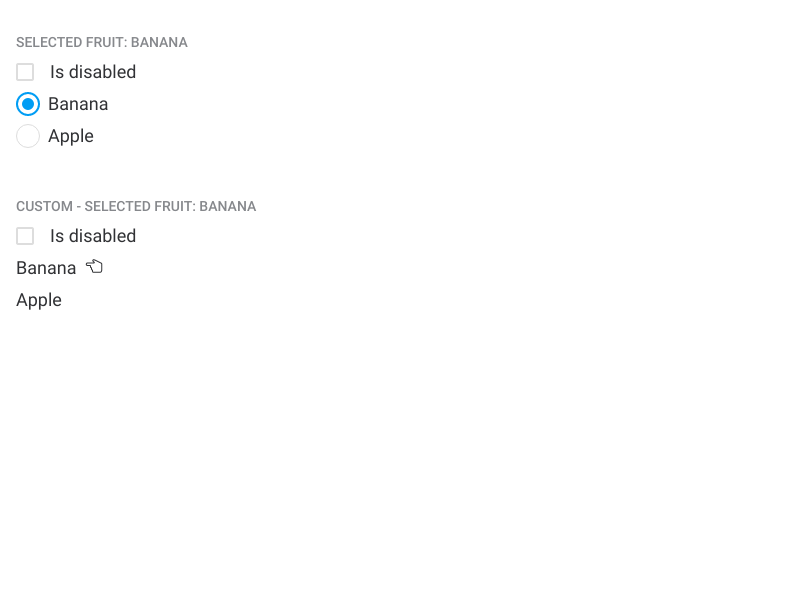 SELECTED FRUIT: BANANA
Is disabled
Banana
Apple
CUSTOM - SELECTED FRUIT: BANANA
Is disabled
Banana
Apple